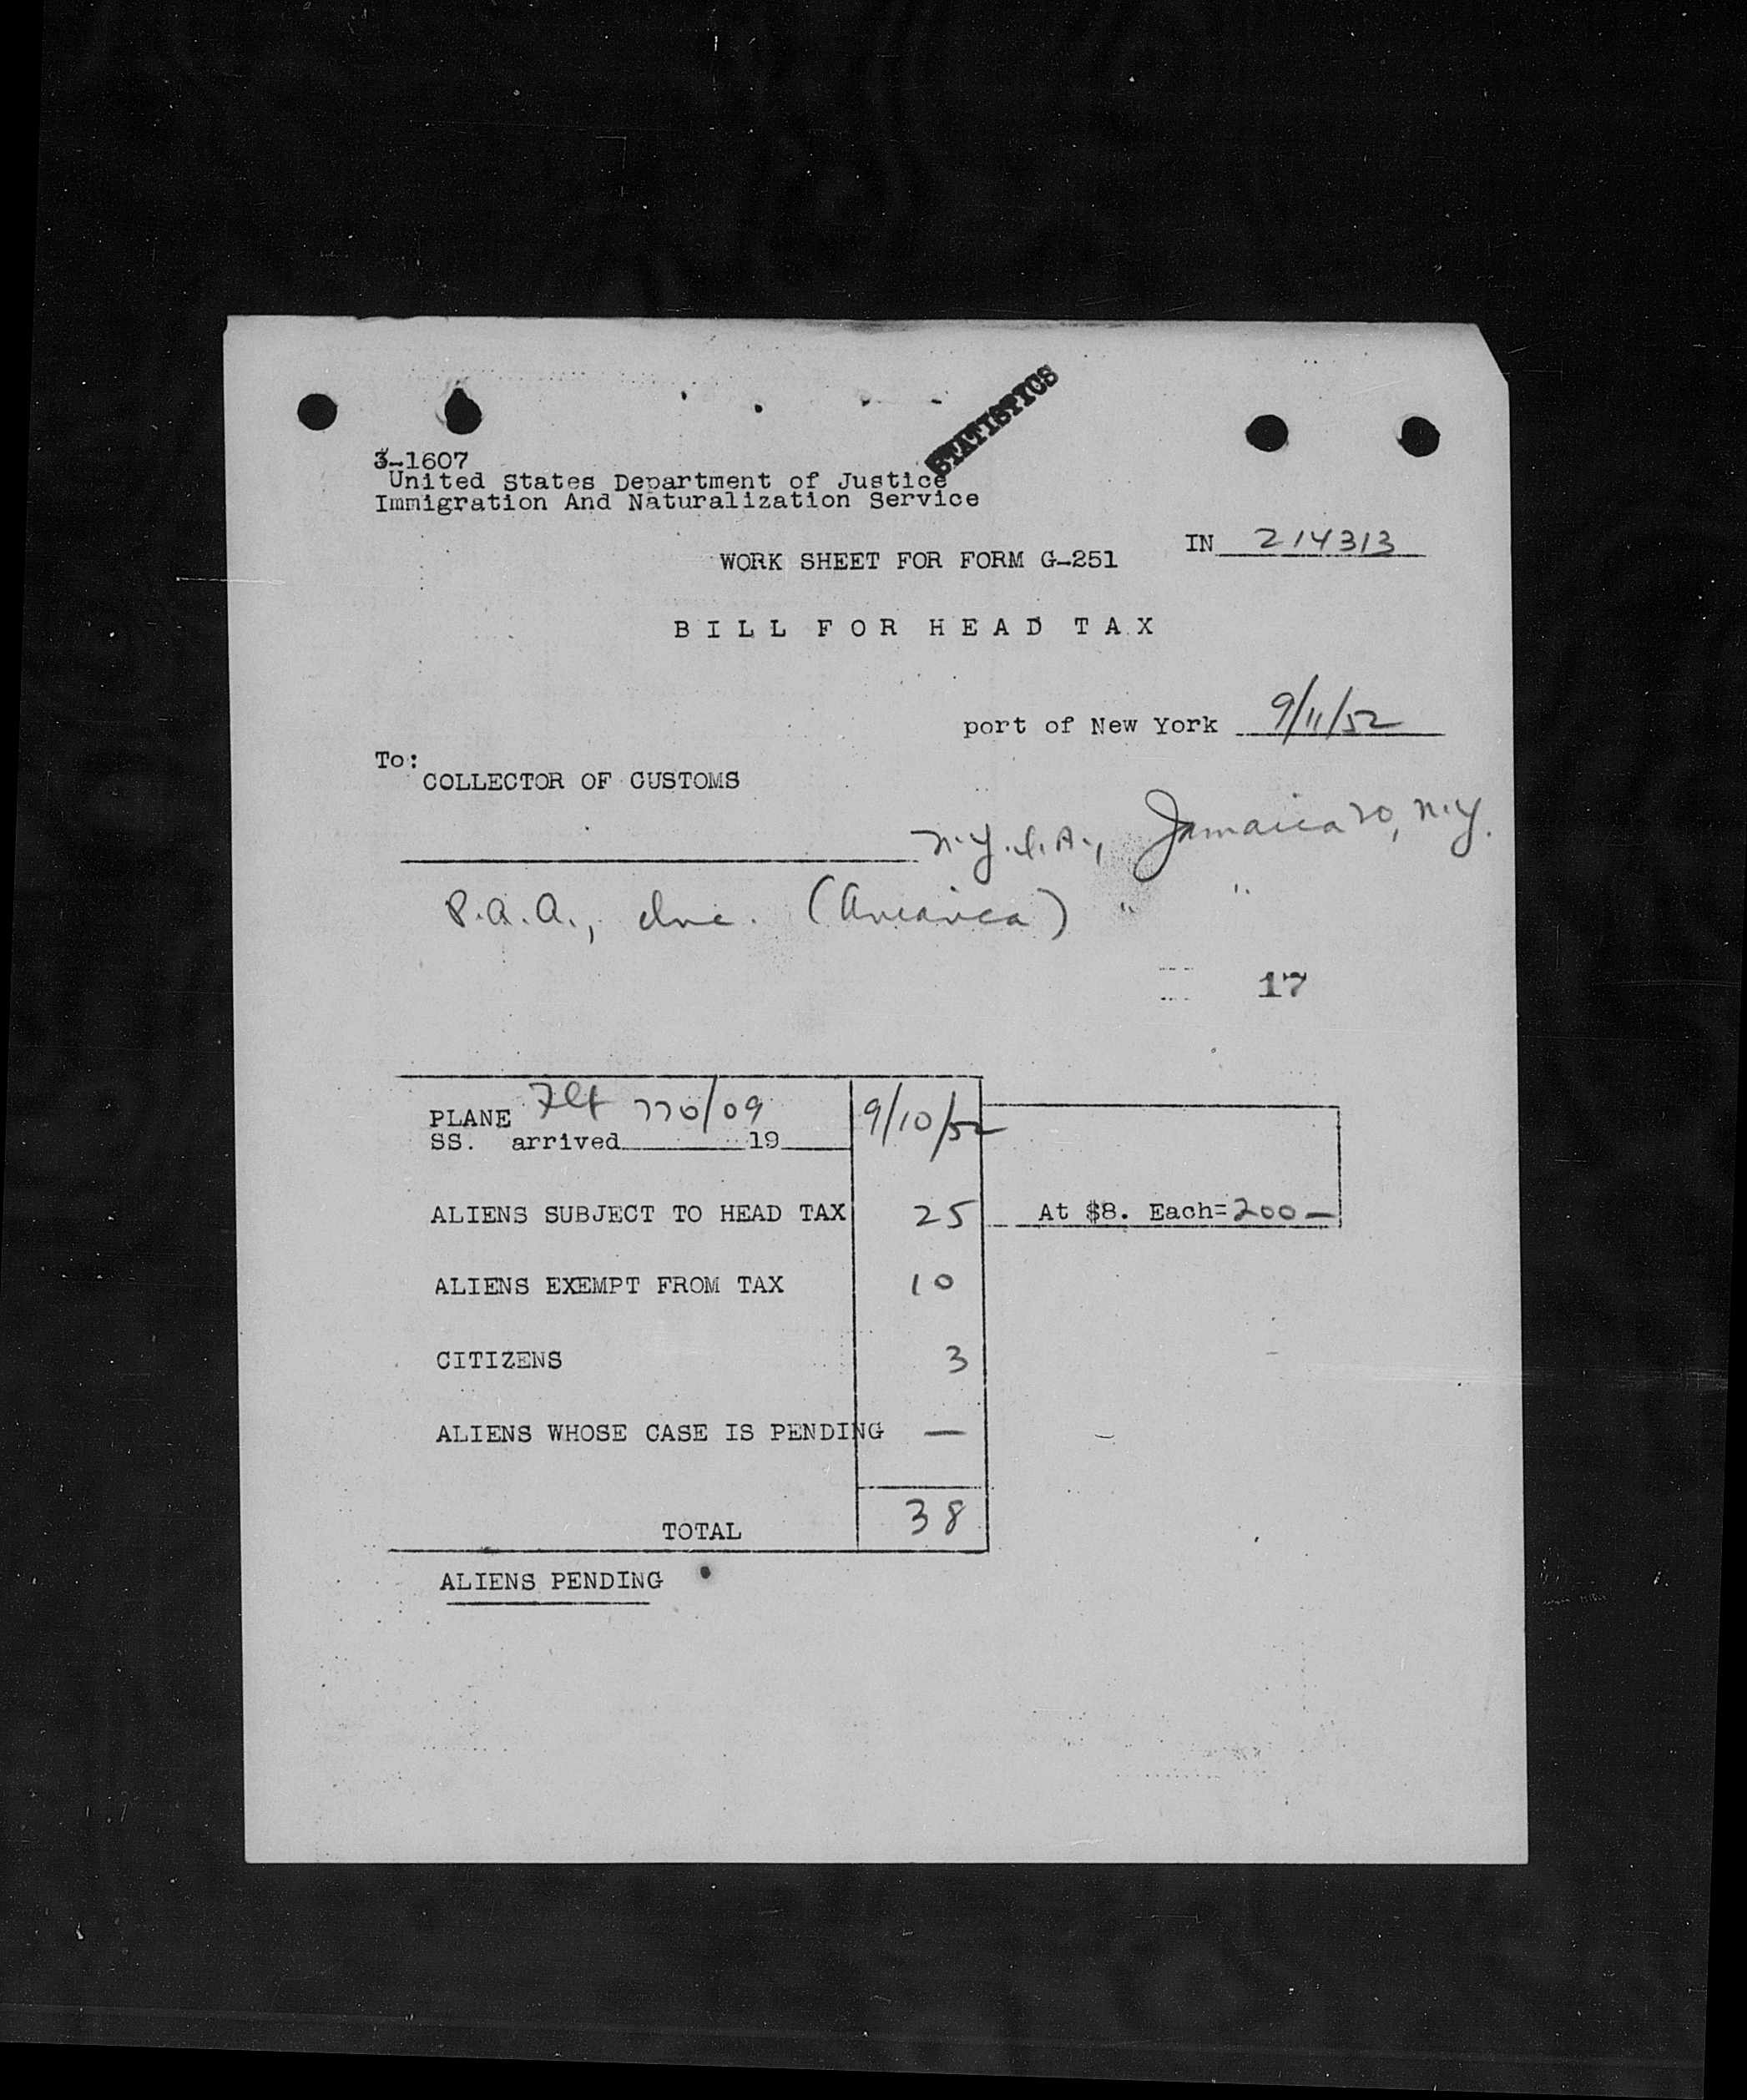 STATISTICS
3-1607
United States Department of Justice
Immigration And Naturalization Service
IN 214313
WORK SHEET FOR FORM G-251
BILL FOR HEAD TAX
port of New York 9/11/52
To:
COLLECTOR OF CUSTOMS
N.Y.I.A., Jamaica 20, N.Y.
P.A.A., Inc. (America) " "
17
PLANE Flt 770/09 9/10/52
SS. arrived 19
ALIENS SUBJECT TO HEAD TAX 25 At $8. Each=200—
ALIENS EXEMPT FROM TAX 10
CITIZENS 3
ALIENS WHOSE CASE IS PENDING —
TOTAL 38
ALIENS PENDING